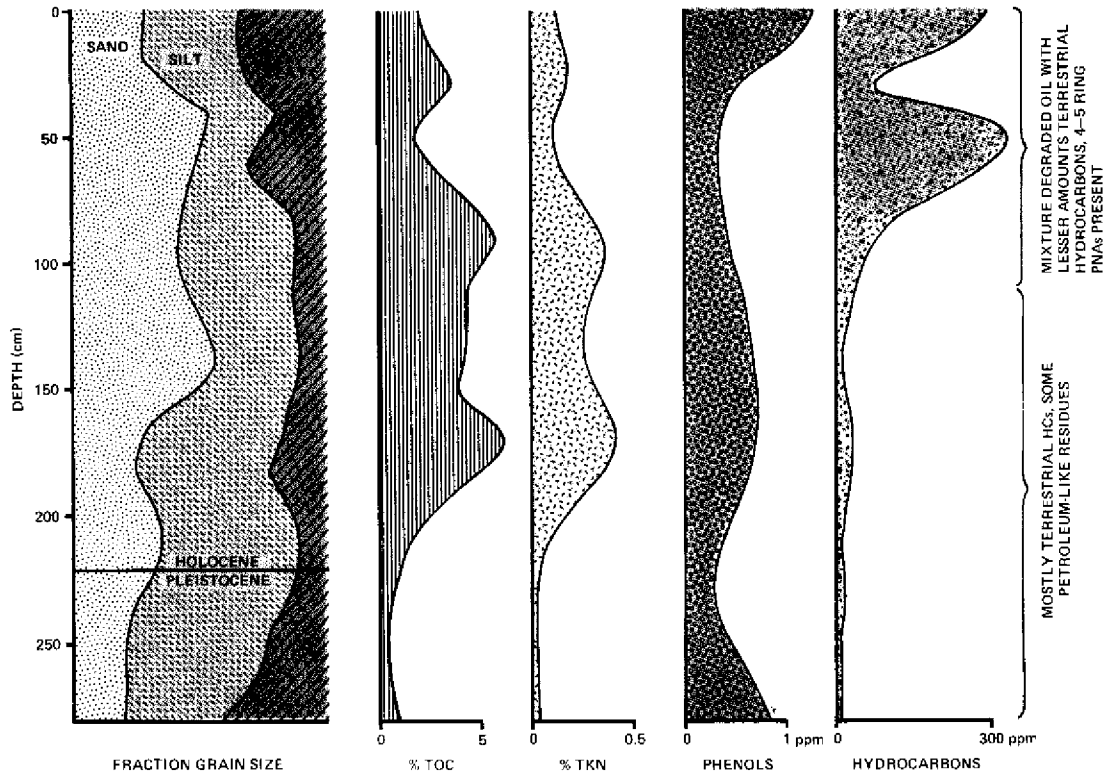 0
50
100
150
200
250
DEPTH (cm)
SAND
SILT
HOLOCENE
PLEISTOCENE
FRACTION GRAIN SIZE
0 5
% TOC
0 0.5
% TKN
0 1 ppm
PHENOLS
0 300 ppm
HYDROCARBONS
MIXTURE DEGRADED OIL WITH
LESSER AMOUNTS TERRESTRIAL
HYDROCARBONS, 4–5 RING
PNAs PRESENT
MOSTLY TERRESTRIAL HCs, SOME
PETROLEUM-LIKE RESIDUES